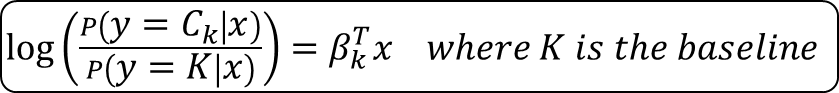 log(P(y = C_k|x) / P(y = K|x)) = β_k^T x where K is the baseline